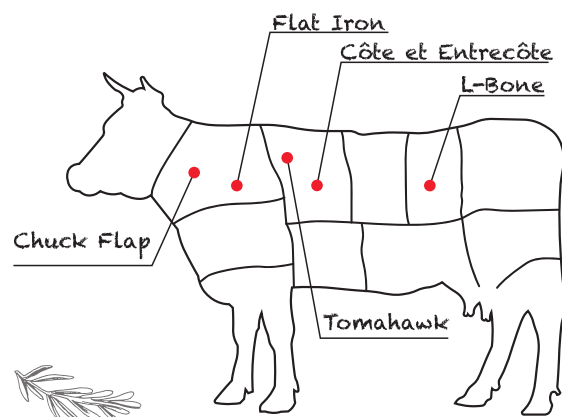 Flat Iron
Côte et Entrecôte
L-Bone
Chuck Flap
Tomahawk